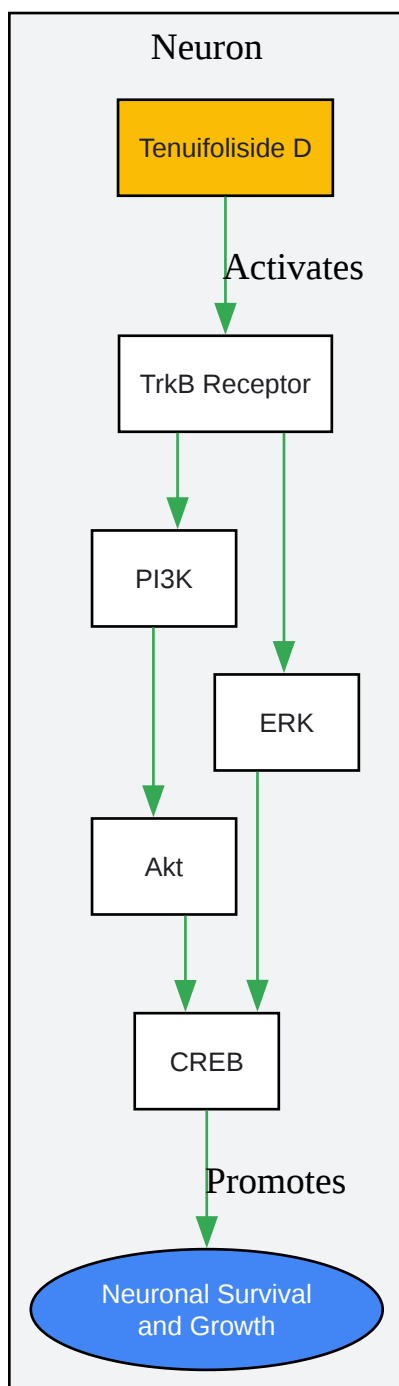 Neuron
Tenuifoliside D
Activates
TrkB Receptor
PI3K
ERK
Akt
CREB
Promotes
Neuronal Survival
and Growth